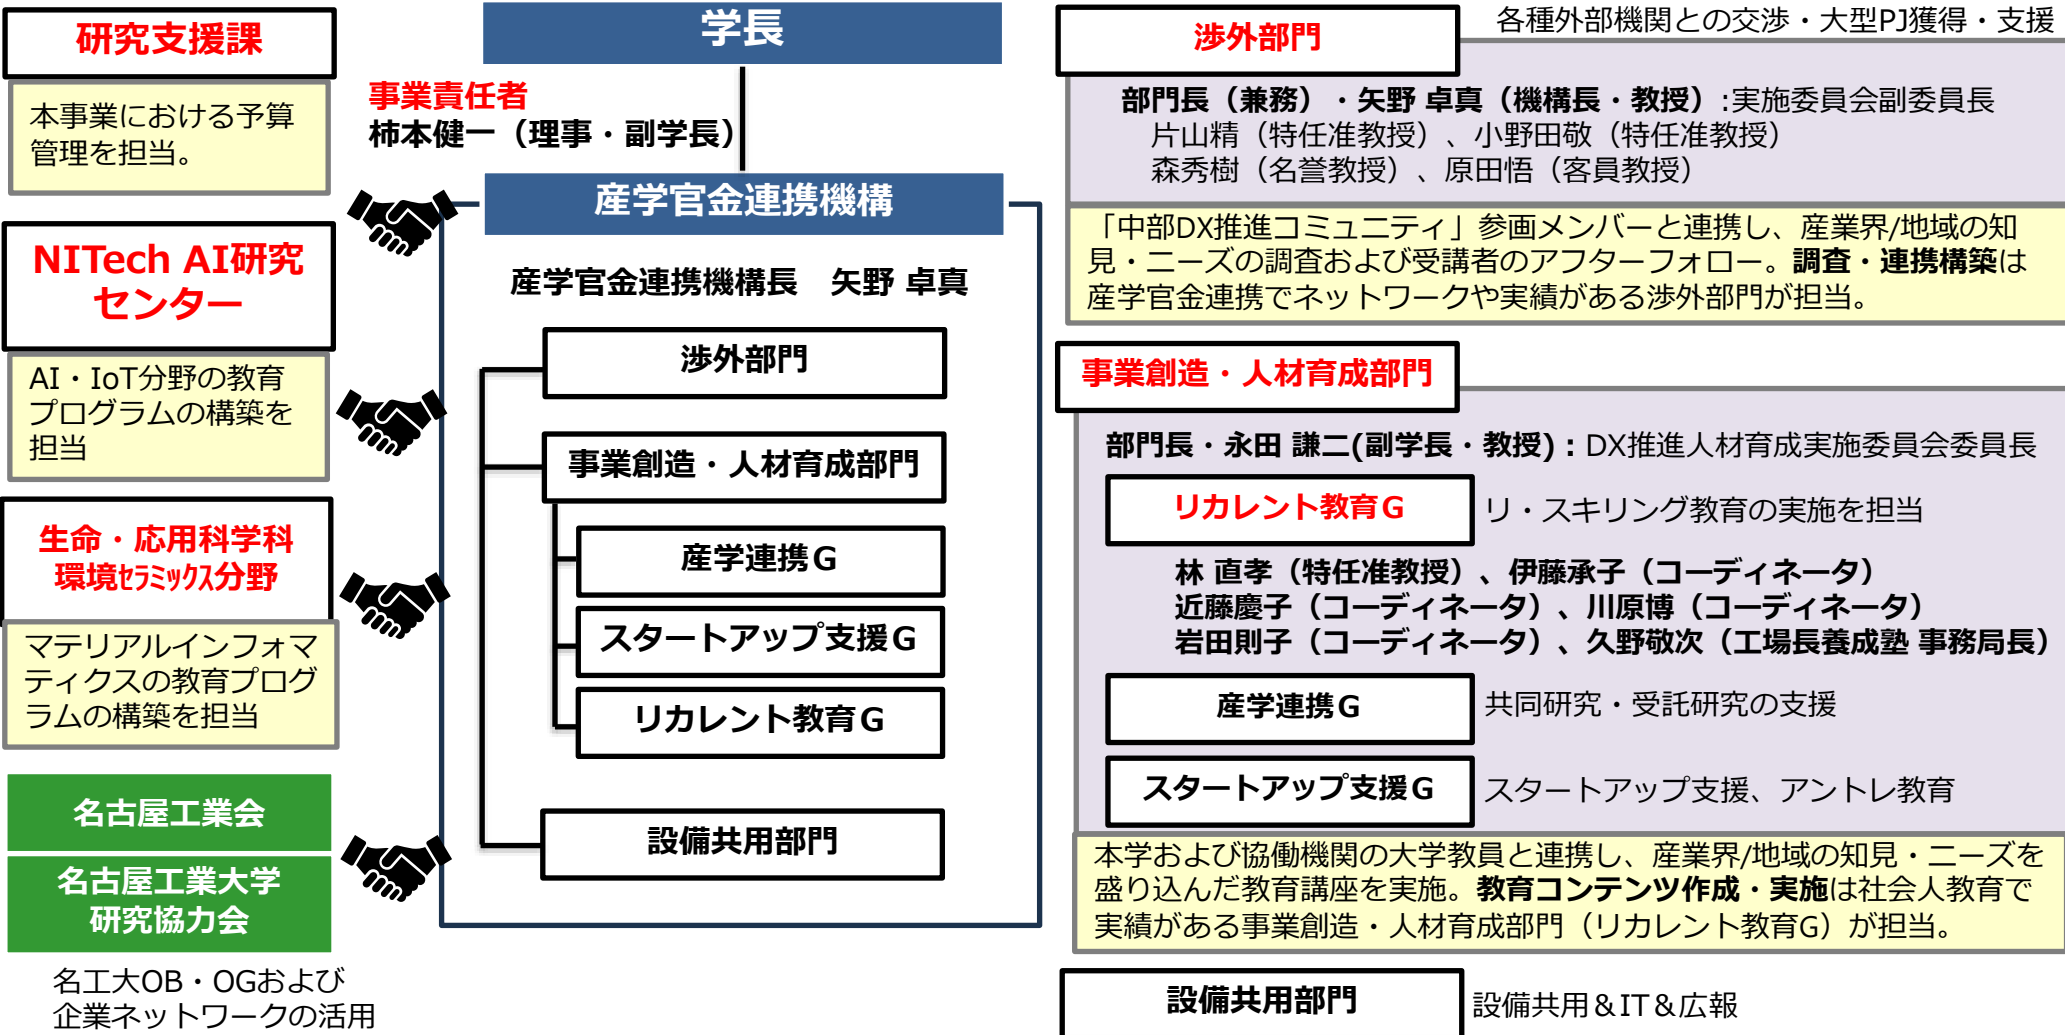 研究支援課
本事業における予算
管理を担当。
NITech AI研究
センター
AI・IoT分野の教育
プログラムの構築を
担当
生命・応用科学科
環境ｾﾗﾐｯｸｽ分野
マテリアルインフォマ
ティクスの教育プログ
ラムの構築を担当
名古屋工業会
名古屋工業大学
研究協力会
名工大OB・OGおよび
企業ネットワークの活用
学長
事業責任者
柿本健一（理事・副学長）
産学官金連携機構
産学官金連携機構長　矢野 卓真
渉外部門
事業創造・人材育成部門
産学連携Ｇ
スタートアップ支援Ｇ
リカレント教育Ｇ
設備共用部門
渉外部門
各種外部機関との交渉・大型PJ獲得・支援
部門長（兼務）・矢野 卓真（機構長・教授）:実施委員会副委員長
片山精（特任准教授）、小野田敬（特任准教授）
森秀樹（名誉教授）、原田悟（客員教授）
「中部DX推進コミュニティ」参画メンバーと連携し、産業界/地域の知
見・ニーズの調査および受講者のアフターフォロー。調査・連携構築は
産学官金連携でネットワークや実績がある渉外部門が担当。
事業創造・人材育成部門
部門長・永田 謙二(副学長・教授)：DX推進人材育成実施委員会委員長
リカレント教育Ｇ
リ・スキリング教育の実施を担当
林 直孝（特任准教授）、伊藤承子（コーディネータ）
近藤慶子（コーディネータ）、川原博（コーディネータ）
岩田則子（コーディネータ）、久野敬次（工場長養成塾 事務局長）
産学連携Ｇ
共同研究・受託研究の支援
スタートアップ支援Ｇ
スタートアップ支援、アントレ教育
本学および協働機関の大学教員と連携し、産業界/地域の知見・ニーズを
盛り込んだ教育講座を実施。教育コンテンツ作成・実施は社会人教育で
実績がある事業創造・人材育成部門（リカレント教育G）が担当。
設備共用部門
設備共用＆IT＆広報